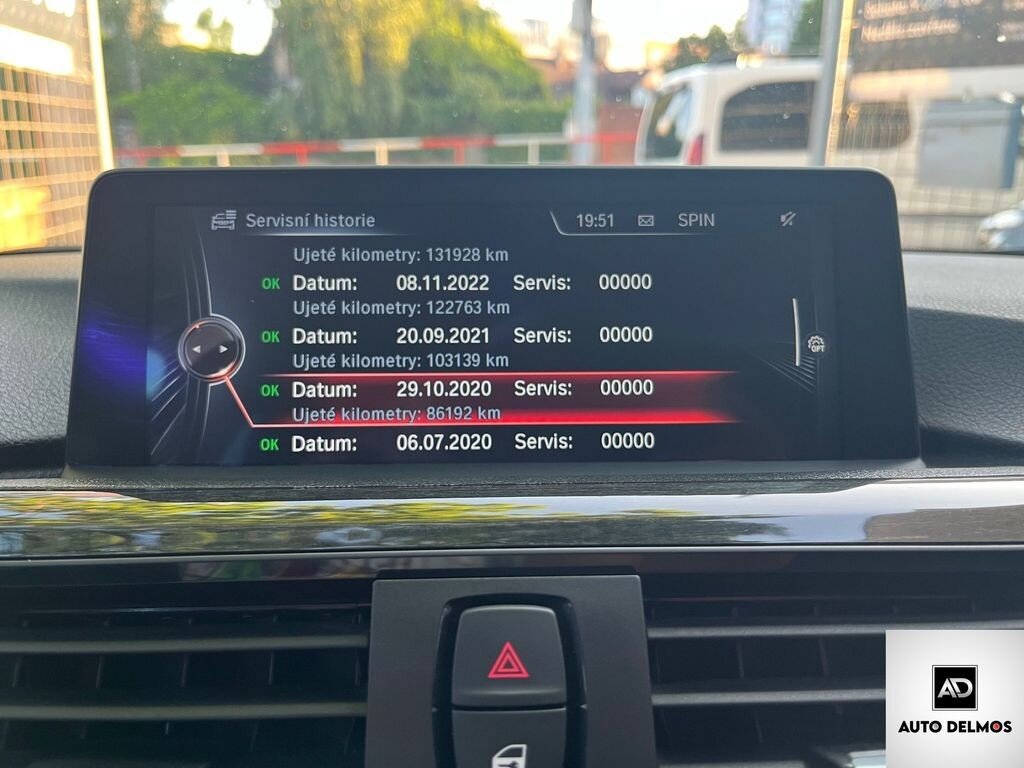 Servisní historie 19:51 SPIN
Ujeté kilometry: 131928 km
OK Datum: 08.11.2022 Servis: 00000
Ujeté kilometry: 122763 km
OK Datum: 20.09.2021 Servis: 00000
Ujeté kilometry: 103139 km
OPT
OK Datum: 29.10.2020 Servis: 00000
Ujeté kilometry: 86192 km
OK Datum: 06.07.2020 Servis: 00000
AD
AUTO DELMOS